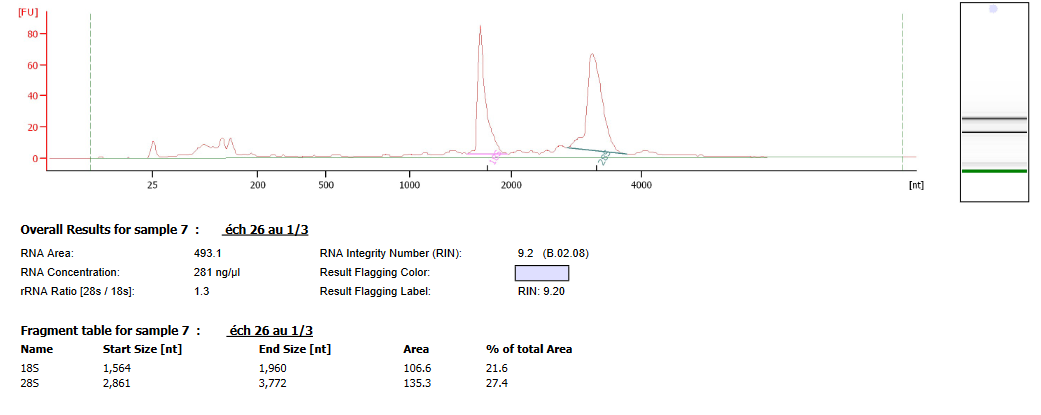 [FU]
80
60
40
20
0
25 200 500 1000 2000 4000 [nt]
Overall Results for sample 7 : éch 26 au 1/3
RNA Area: 493.1 RNA Integrity Number (RIN): 9.2 (B.02.08)
RNA Concentration: 281 ng/µl Result Flagging Color:
rRNA Ratio [28s / 18s]: 1.3 Result Flagging Label: RIN: 9.20
Fragment table for sample 7 : éch 26 au 1/3
Name Start Size [nt] End Size [nt] Area % of total Area
18S 1,564 1,960 106.6 21.6
28S 2,861 3,772 135.3 27.4